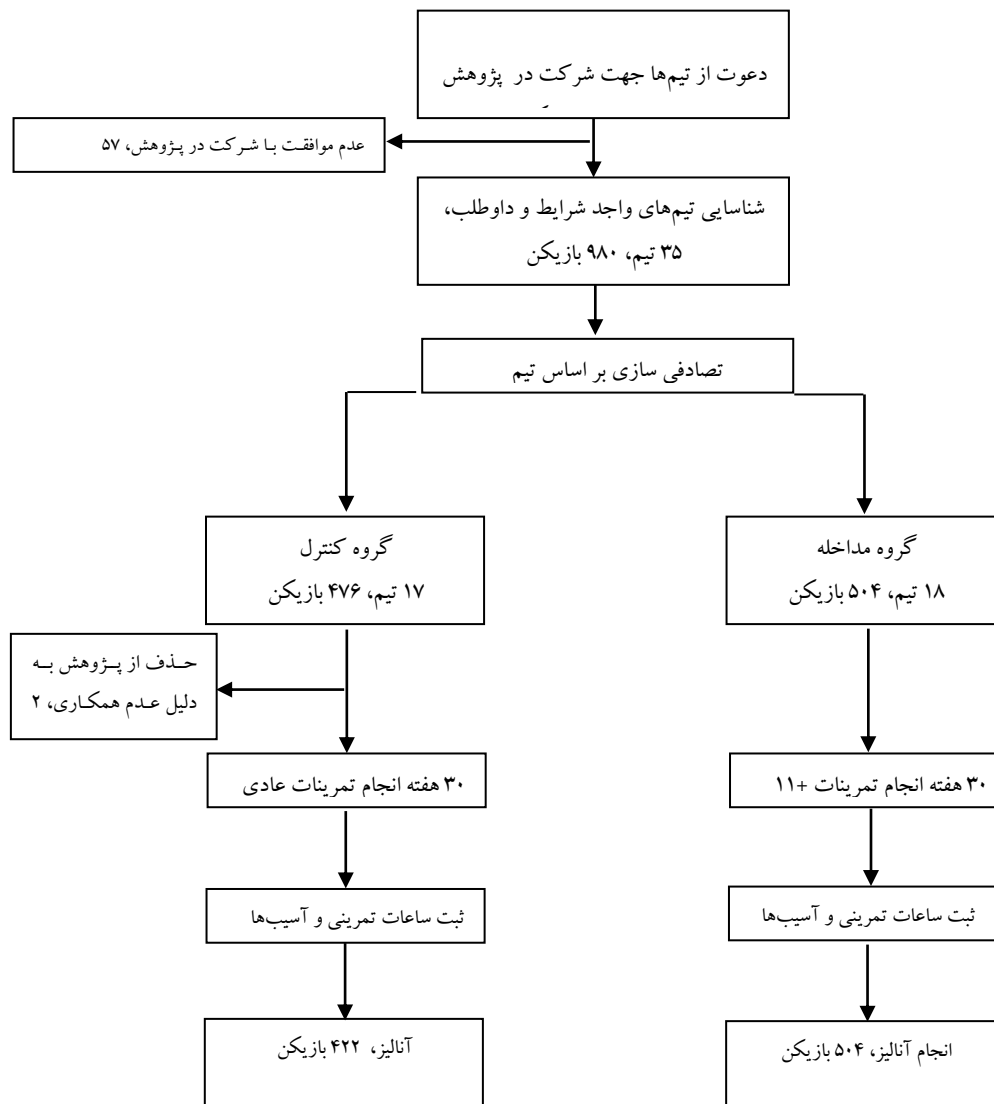 دعوت از تیم‌ها جهت شرکت در پژوهش
عدم موافقت با شرکت در پژوهش، ۵۷
شناسایی تیم‌های واجد شرایط و داوطلب،
۳۵ تیم، ۹۸۰ بازیکن
تصادفی سازی بر اساس تیم
گروه مداخله
۱۸ تیم، ۵۰۴ بازیکن
گروه کنترل
۱۷ تیم، ۴۷۶ بازیکن
حذف از پژوهش به
دلیل عدم همکاری، ۲
۳۰ هفته انجام تمرینات +۱۱
۳۰ هفته انجام تمرینات عادی
ثبت ساعات تمرینی و آسیب‌ها
ثبت ساعات تمرینی و آسیب‌ها
انجام آنالیز، ۵۰۴ بازیکن
آنالیز، ۴۲۲ بازیکن